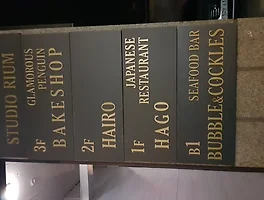 STUDIO RIUM
GLAMOROUS
3F PENGUIN
BAKESHOP
2F
HAIRO
JAPANESE
1F RESTAURANT
HAGO
B1 SEAFOOD BAR
BUBBLE&COCKLES